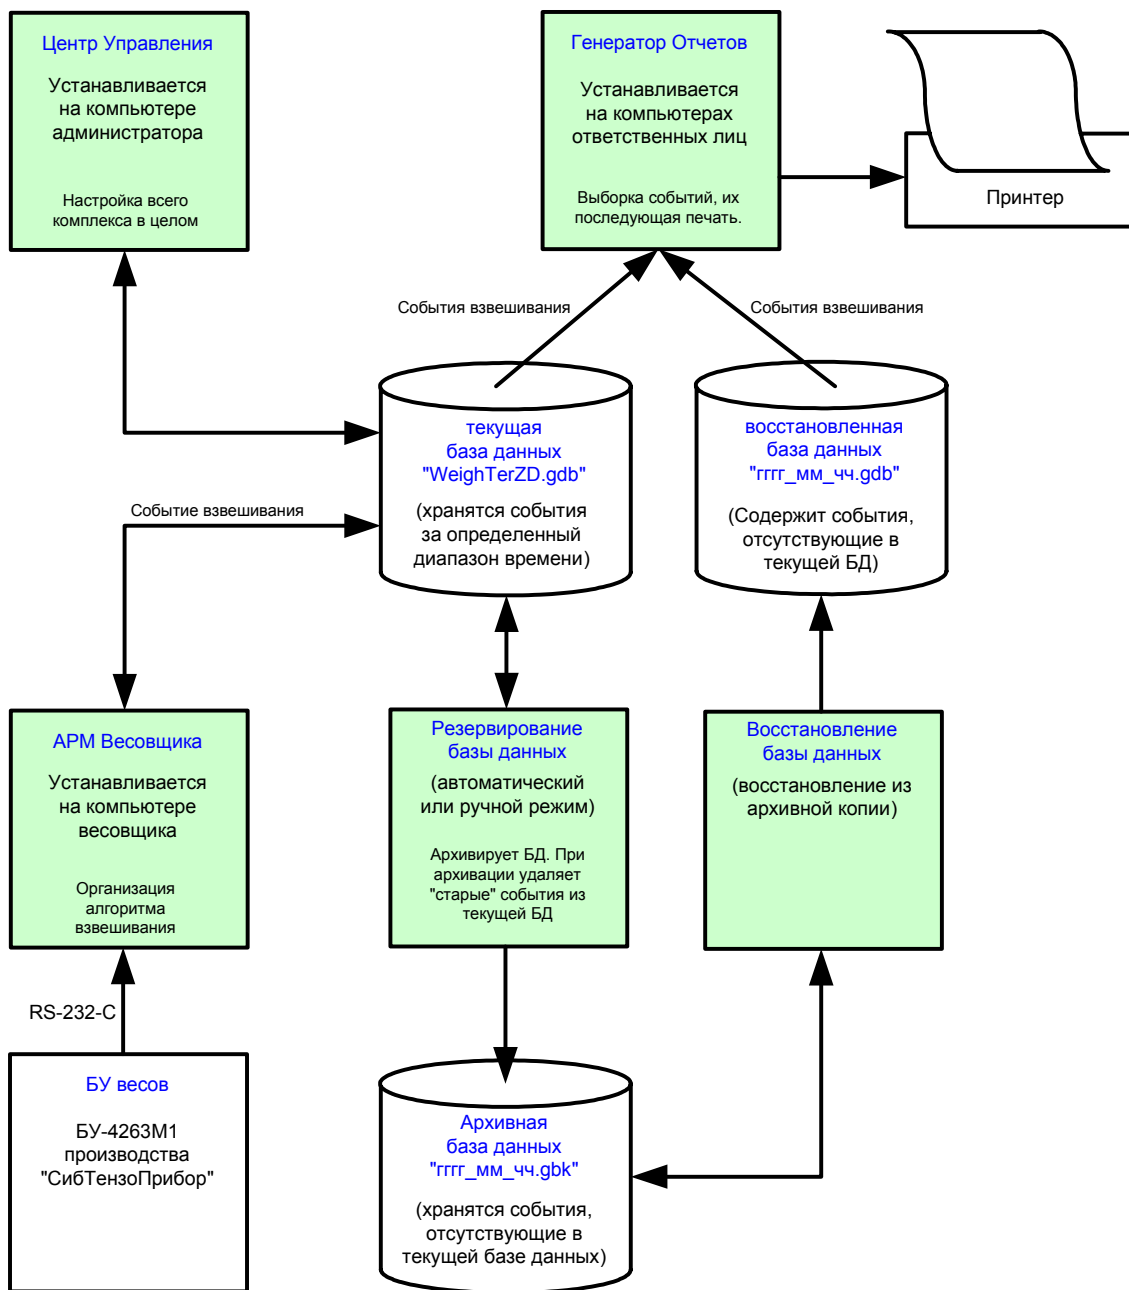 Центр Управления
Устанавливается
на компьютере
администратора
Настройка всего
комплекса в целом
Генератор Отчетов
Устанавливается
на компьютерах
ответственных лиц
Выборка событий, их
последующая печать.
Принтер
События взвешивания
События взвешивания
текущая
база данных
"WeighTerZD.gdb"
(хранятся события
за определенный
диапазон времени)
восстановленная
база данных
"гггг_мм_чч.gdb"
(Содержит события,
отсутствующие в
текущей БД)
Событие взвешивания
АРМ Весовщика
Устанавливается
на компьютере
весовщика
Организация
алгоритма
взвешивания
Резервирование
базы данных
(автоматический
или ручной режим)
Архивирует БД. При
архивации удаляет
"старые" события из
текущей БД
Восстановление
базы данных
(восстановление из
архивной копии)
RS-232-C
БУ весов
БУ-4263М1
производства
"СибТензоПрибор"
Архивная
база данных
"гггг_мм_чч.gbk"
(хранятся события,
отсутствующие в
текущей базе данных)